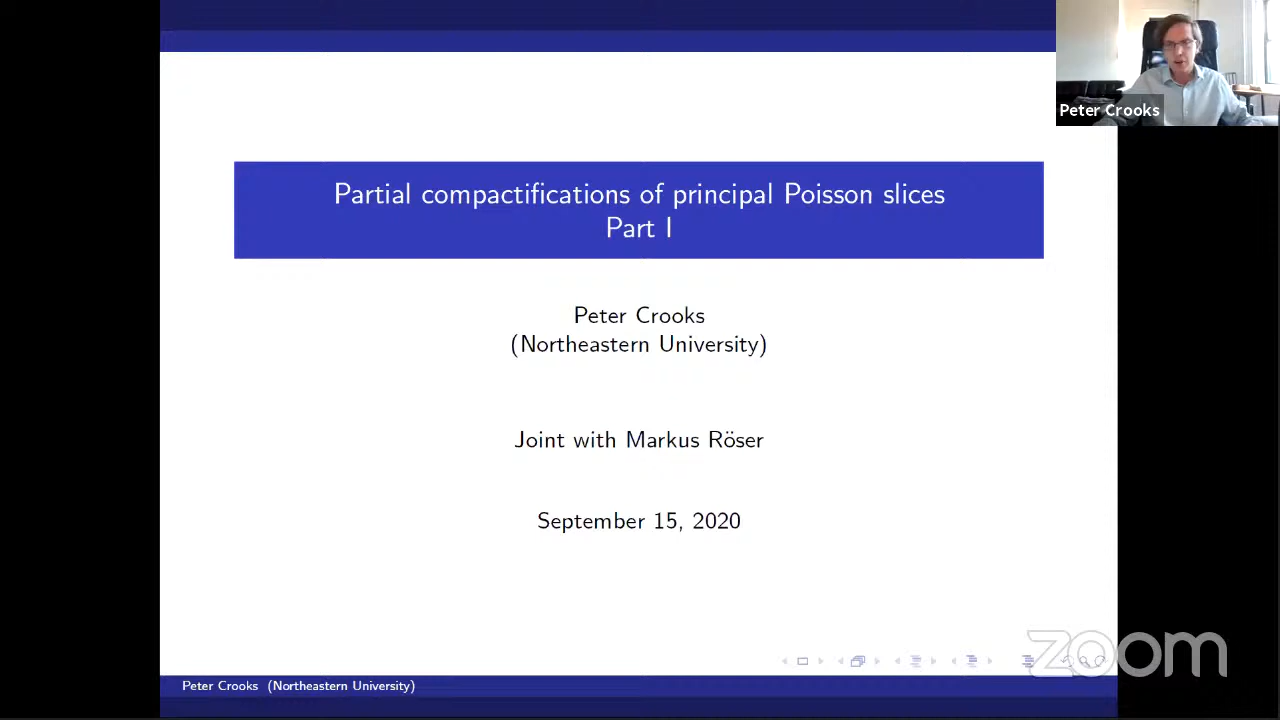 Partial compactifications of principal Poisson slices
Part I
Peter Crooks
Peter Crooks
(Northeastern University)
Joint with Markus Röser
September 15, 2020
zoom
Peter Crooks (Northeastern University)